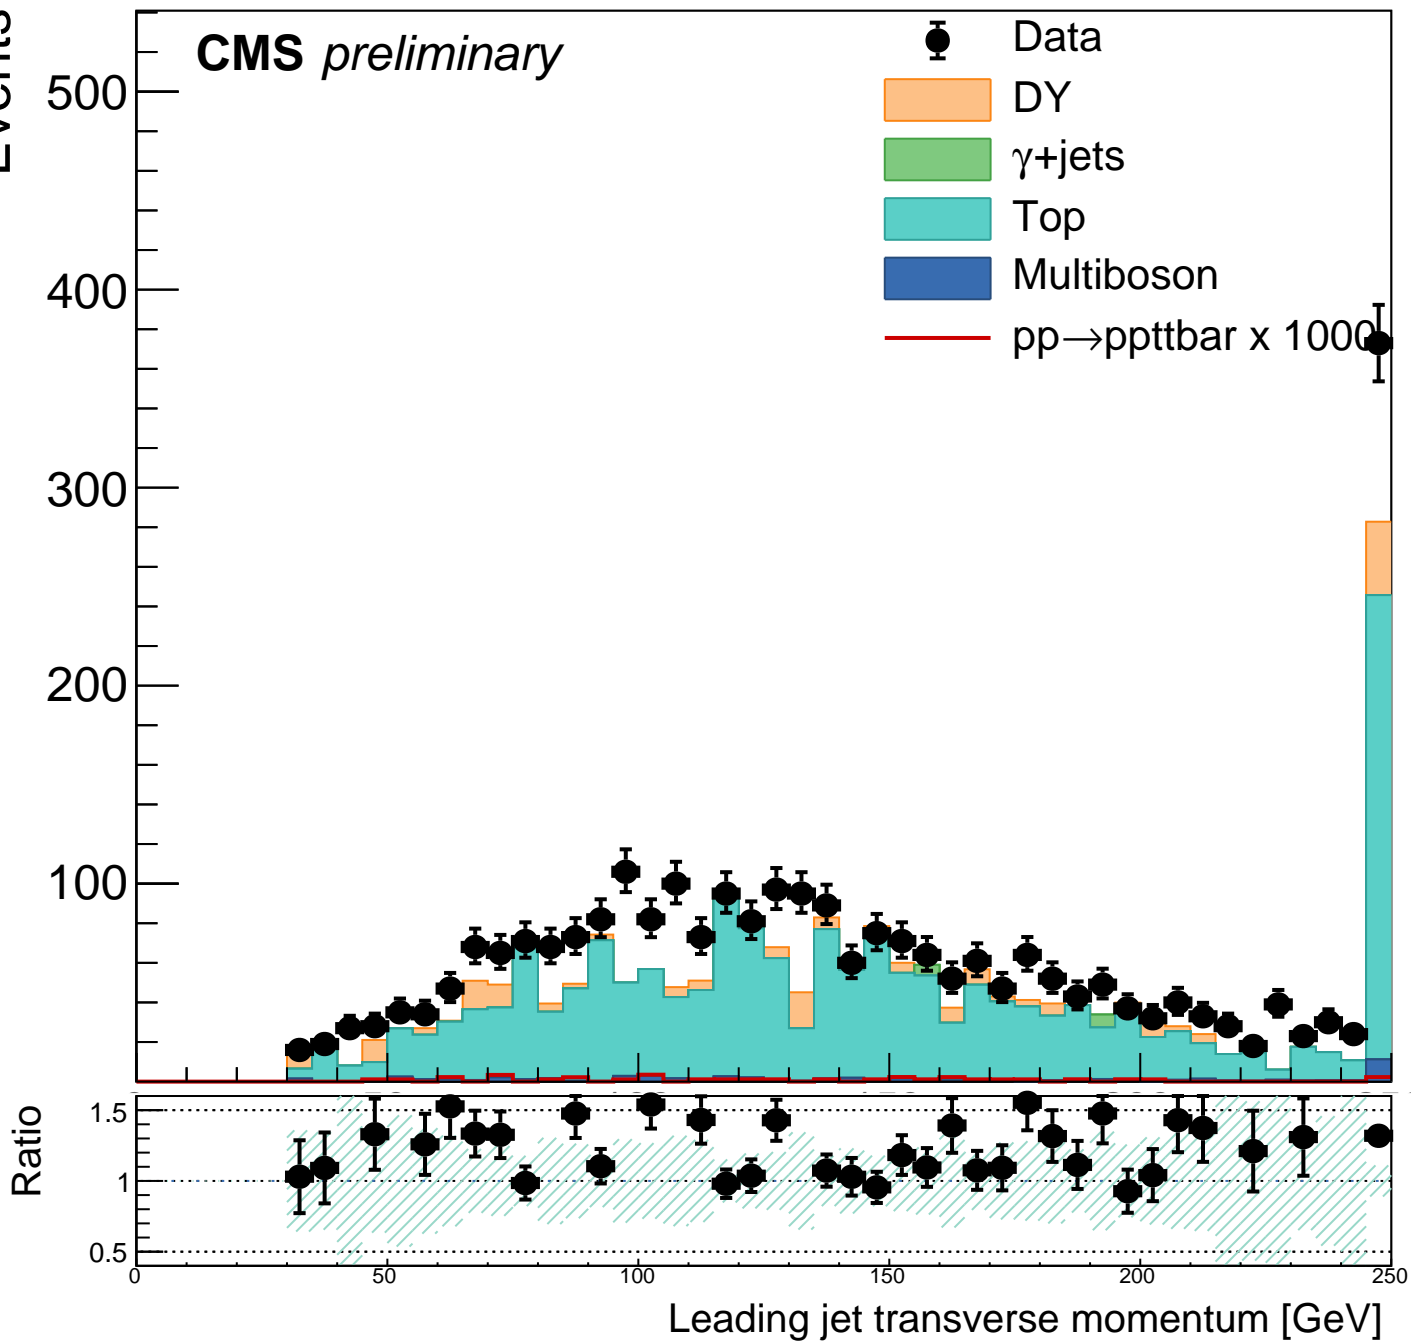 Events
CMS preliminary
Data
DY
γ+jets
Top
Multiboson
pp→ppttbar x 1000
500
400
300
200
100
Ratio
1.5
1
0.5
0 50 100 150 200 250
Leading jet transverse momentum [GeV]